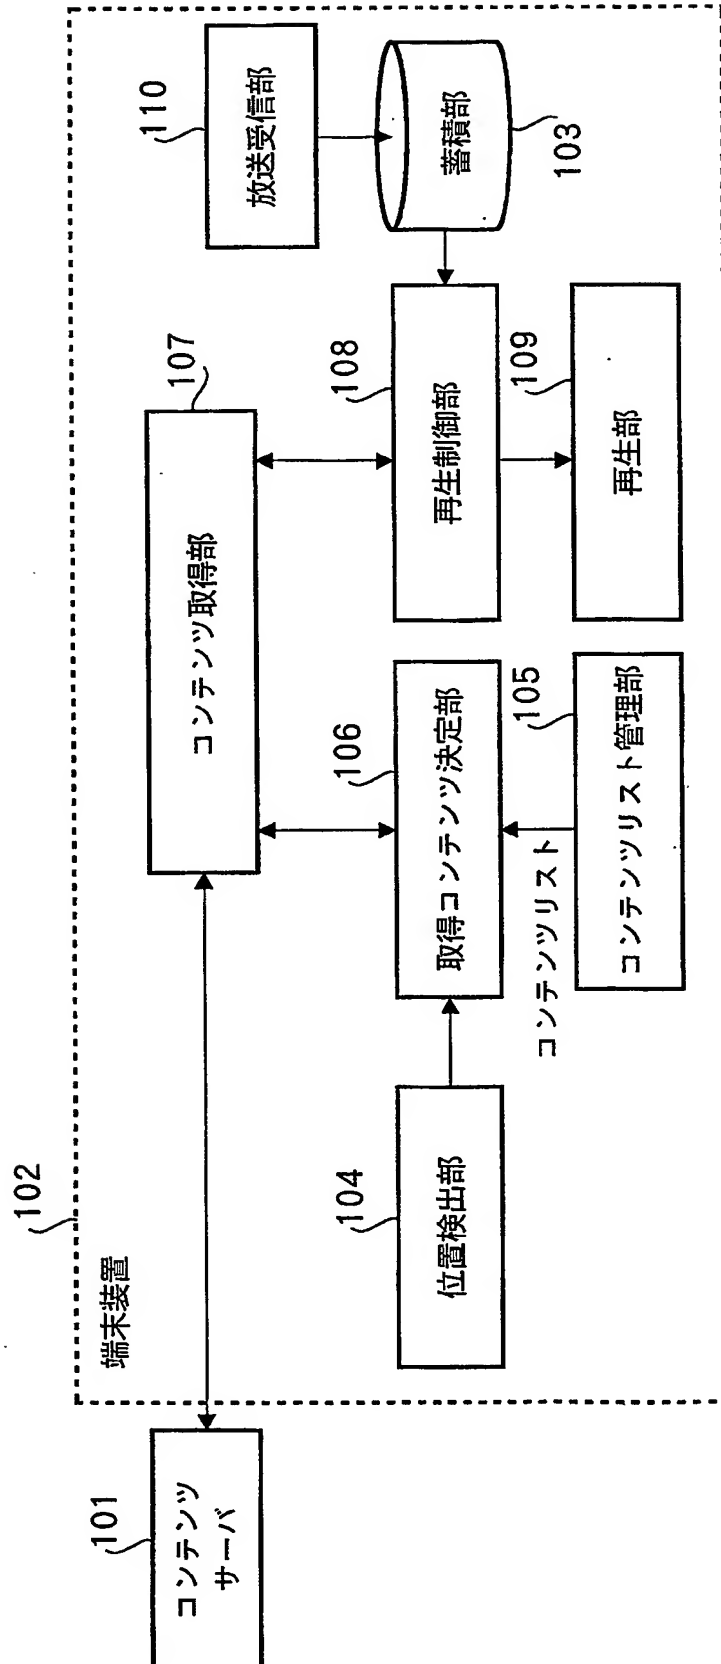 101
コンテンツ
サーバ
102
端末装置
107
コンテンツ取得部
110
放送受信部
104
位置検出部
106
取得コンテンツ決定部
108
再生制御部
蓄積部
103
コンテンツリスト
105
コンテンツリスト管理部
109
再生部